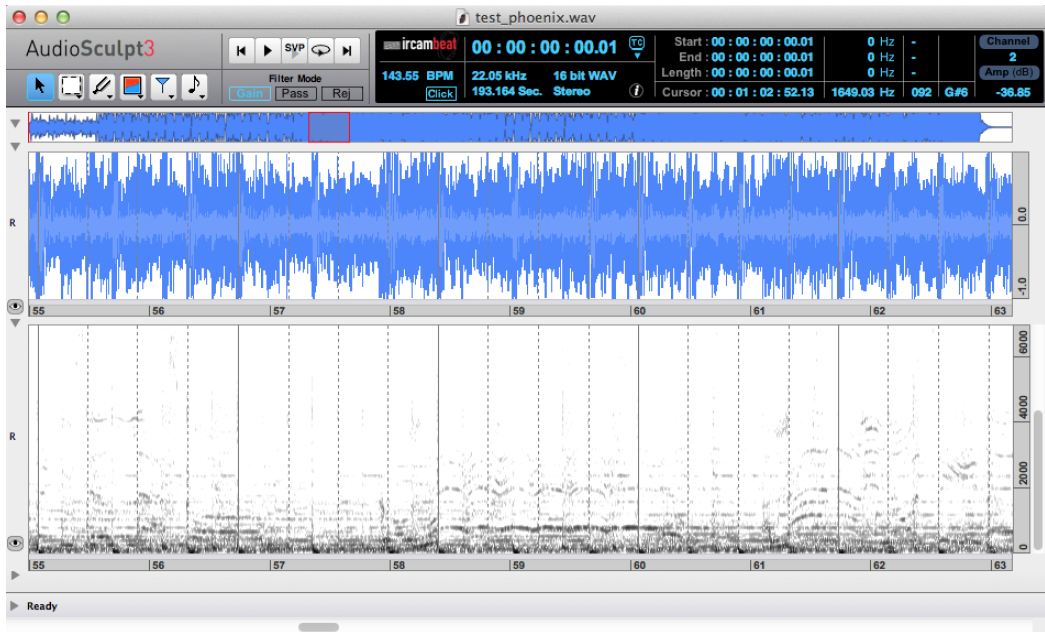 test_phoenix.wav
AudioSculpt3
SVP
Filter Mode
Gain Pass Rej
ircambeat
143.55 BPM
Click
00 : 00 : 00 : 00.01 TC
22.05 kHz 16 bit WAV
193.164 Sec. Stereo i
Start : 00 : 00 : 00 : 00.01 0 Hz -
End : 00 : 00 : 00 : 00.01 0 Hz -
Length : 00 : 00 : 00 : 00.01 0 Hz -
Cursor : 00 : 01 : 02 : 52.13 1649.03 Hz 092 G#6
Channel
2
Amp (dB)
-36.85
R
0.0
-1.0
55 56 57 58 59 60 61 62 63
6000
4000
R
2000
0
55 56 57 58 59 60 61 62 63
Ready